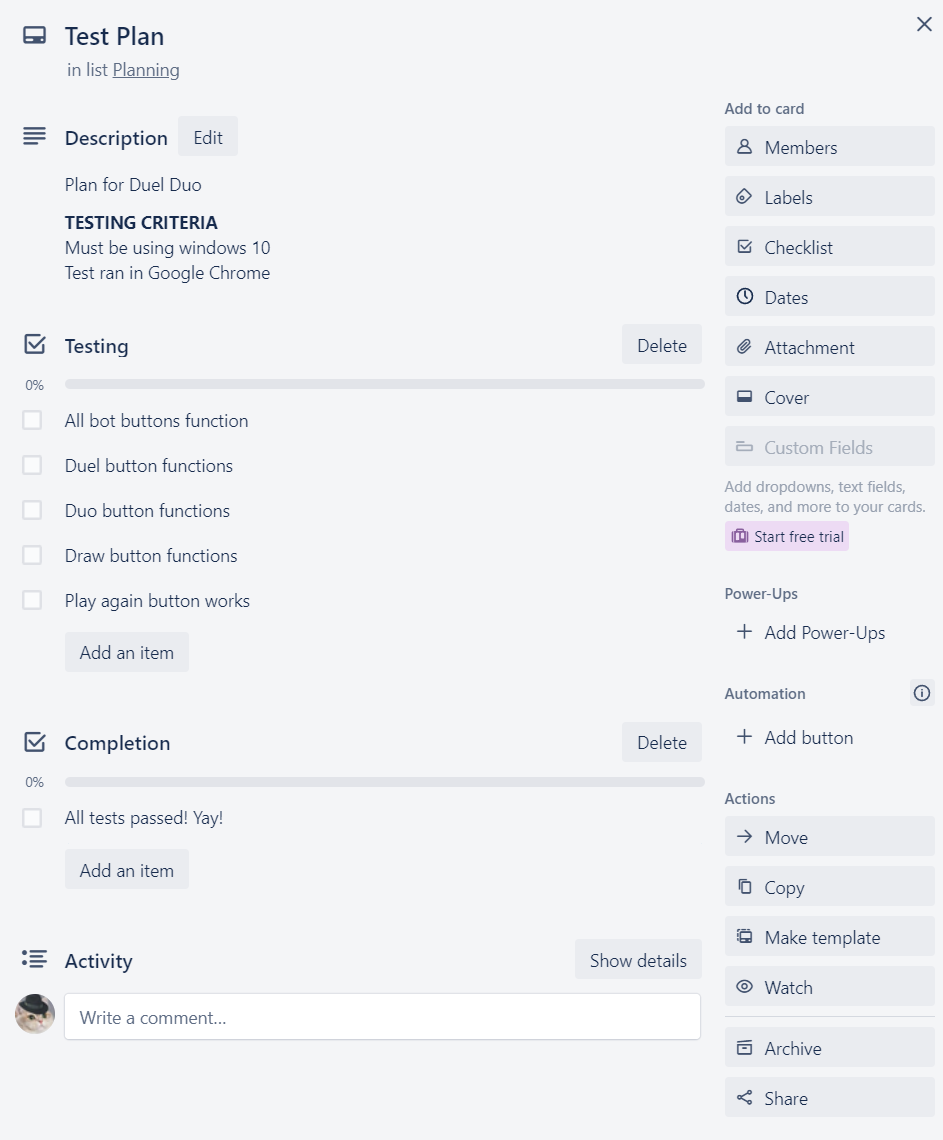 Test Plan
in list Planning
Description
Edit
Plan for Duel Duo
TESTING CRITERIA
Must be using windows 10
Test ran in Google Chrome
Testing
Delete
0%
All bot buttons function
Duel button functions
Duo button functions
Draw button functions
Play again button works
Add an item
Completion
Delete
0%
All tests passed! Yay!
Add an item
Activity
Show details
Write a comment...
Add to card
Members
Labels
Checklist
Dates
Attachment
Cover
Custom Fields
Add dropdowns, text fields,
dates, and more to your cards.
Start free trial
Power-Ups
Add Power-Ups
Automation
Add button
Actions
Move
Copy
Make template
Watch
Archive
Share